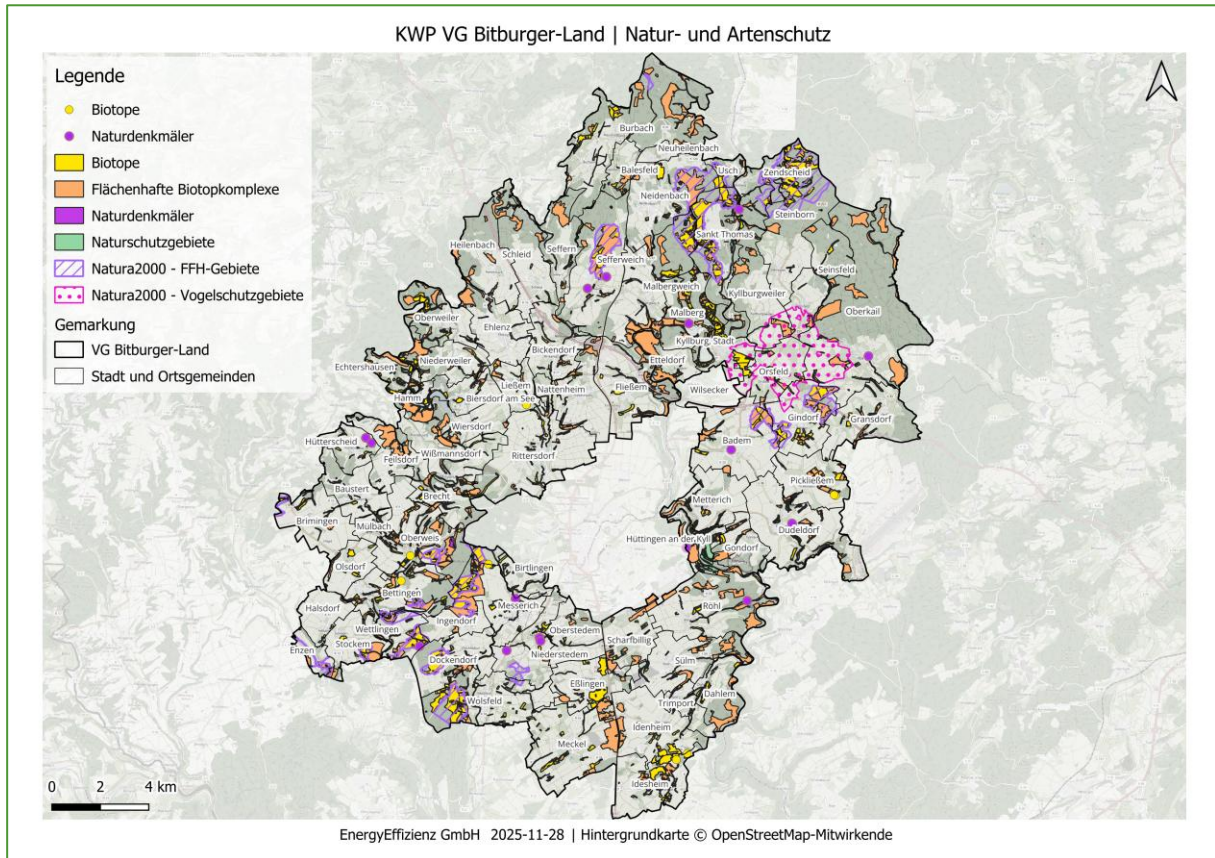 KWP VG Bitburger-Land | Natur- und Artenschutz
Legende
Biotope
Naturdenkmäler
Biotope
Flächenhafte Biotopkomplexe
Naturdenkmäler
Naturschutzgebiete
Natura2000 - FFH-Gebiete
Natura2000 - Vogelschutzgebiete
Gemarkung
VG Bitburger-Land
Stadt und Ortsgemeinden
Burbach
Neuheilenbach
Balesfeld
Usch
Zendscheid
Neidenbach
Steinborn
Sankt Thomas
Heilenbach
Seffern
Schleid
Sefferweich
Seinsfeld
Malbergweich
Kyllburgweiler
Oberkail
Malberg
Oberweiler
Ehlenz
Kyllburg, Stadt
Bickendorf
Etteldorf
Echtershausen
Niederweiler
Orsfeld
Ließem
Nattenheim
Fließem
Wilsecker
Hamm
Biersdorf am See
Gindorf
Gransdorf
Wiersdorf
Hütterscheid
Badem
Rittersdorf
Wißmannsdorf
Feilsdorf
Pickließem
Baustert
Brecht
Metterich
Brimingen
Mülbach
Dudeldorf
Oberweis
Hüttingen an der Kyll
Gondorf
Olsdorf
Birtlingen
Bettingen
Halsdorf
Messerich
Röhl
Ingendorf
Wettlingen
Oberstedem
Scharfbillig
Stockem
Enzen
Niederstedem
Dockendorf
Sülm
Eßlingen
Dahlem
Wolsfeld
Trimport
Idenheim
Meckel
Idesheim
0 2 4 km
EnergyEffizienz GmbH 2025-11-28 | Hintergrundkarte © OpenStreetMap-Mitwirkende